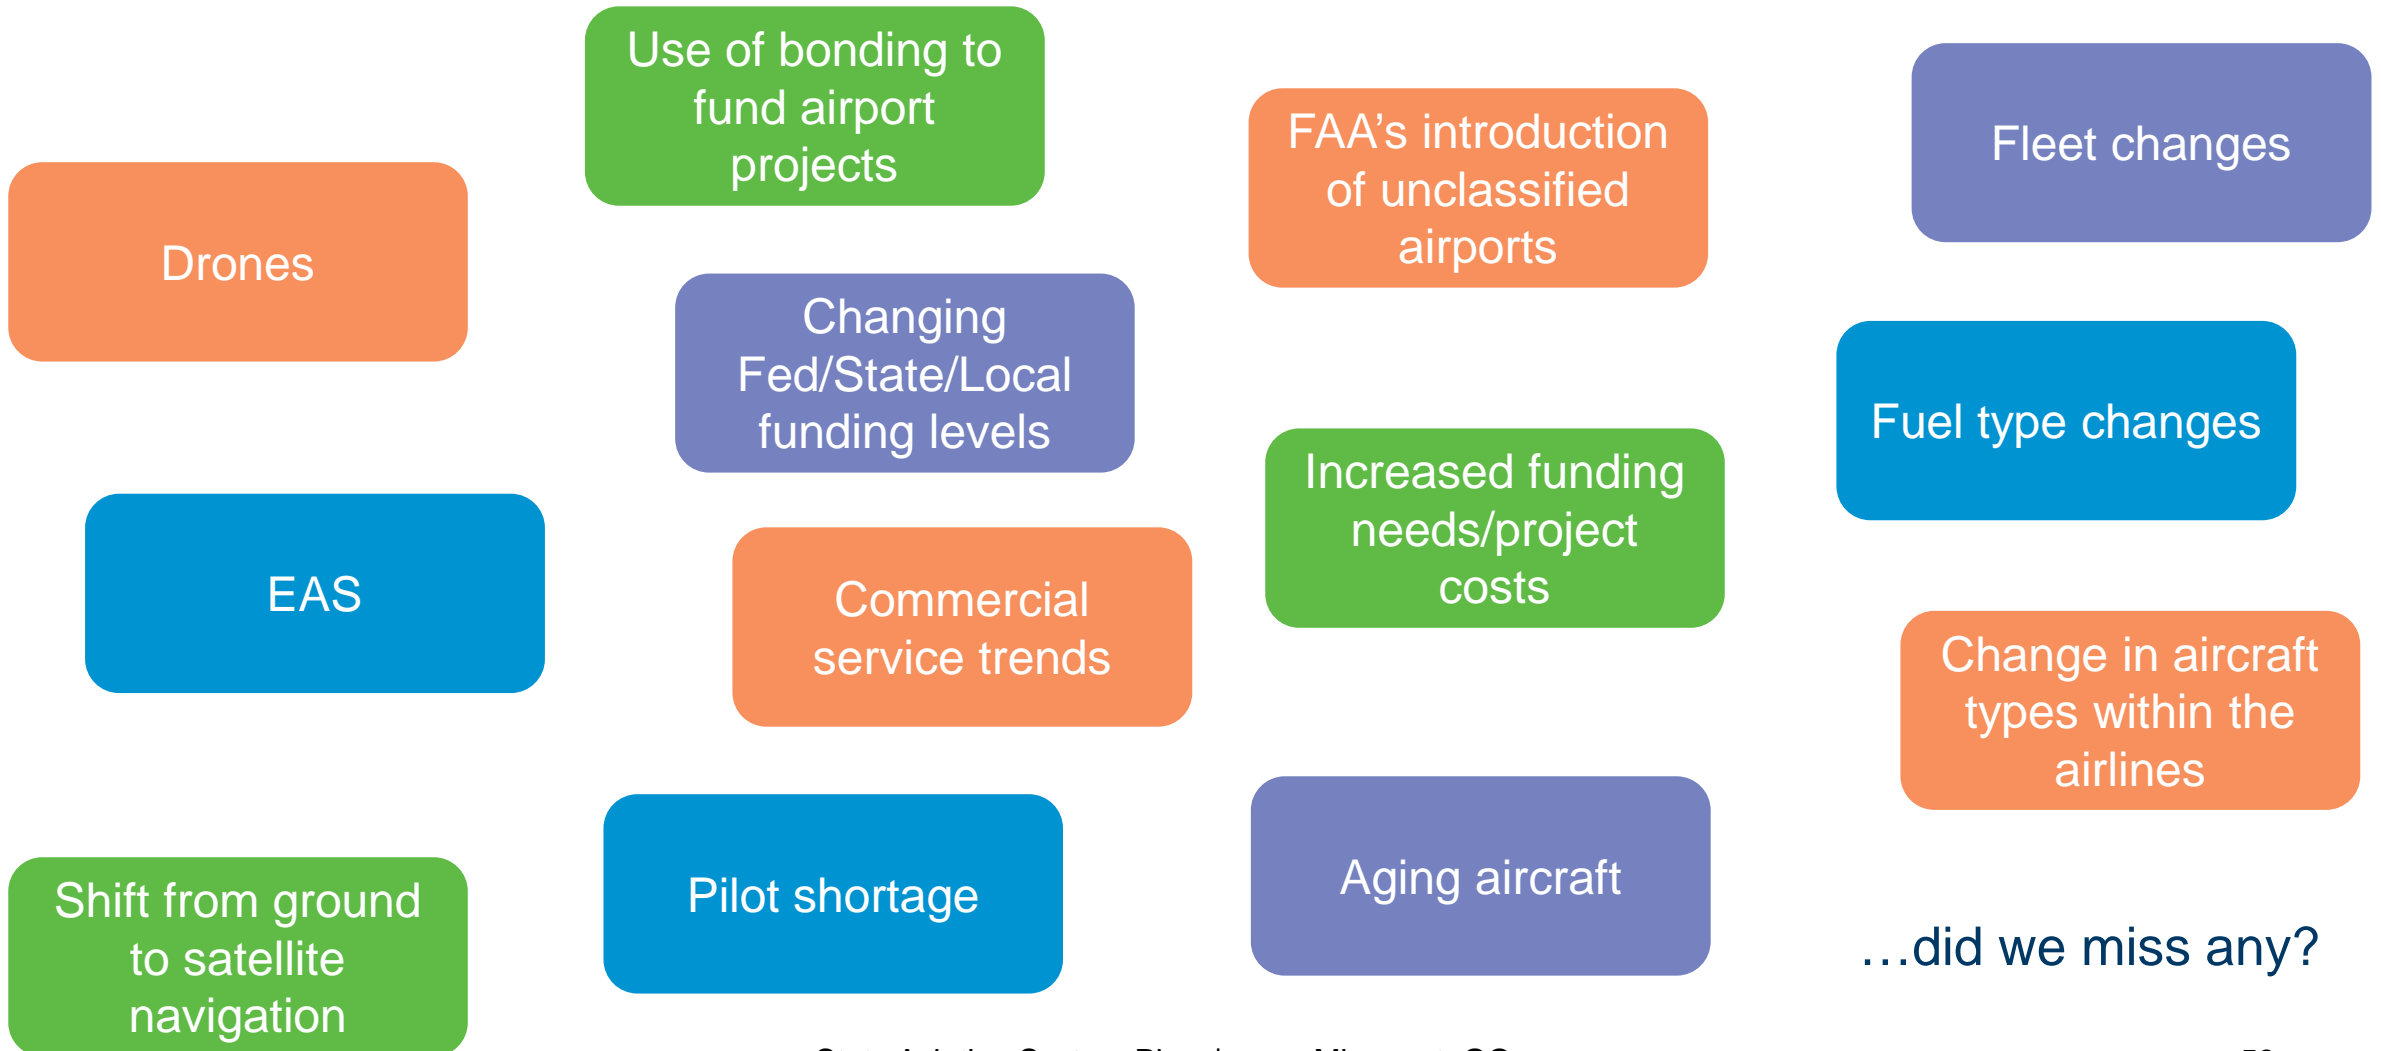 Drones
EAS
Shift from ground
to satellite
navigation
Use of bonding to
fund airport
projects
Changing
Fed/State/Local
funding levels
Commercial
service trends
Pilot shortage
FAA’s introduction
of unclassified
airports
Increased funding
needs/project
costs
Aging aircraft
Fleet changes
Fuel type changes
Change in aircraft
types within the
airlines
…did we miss any?